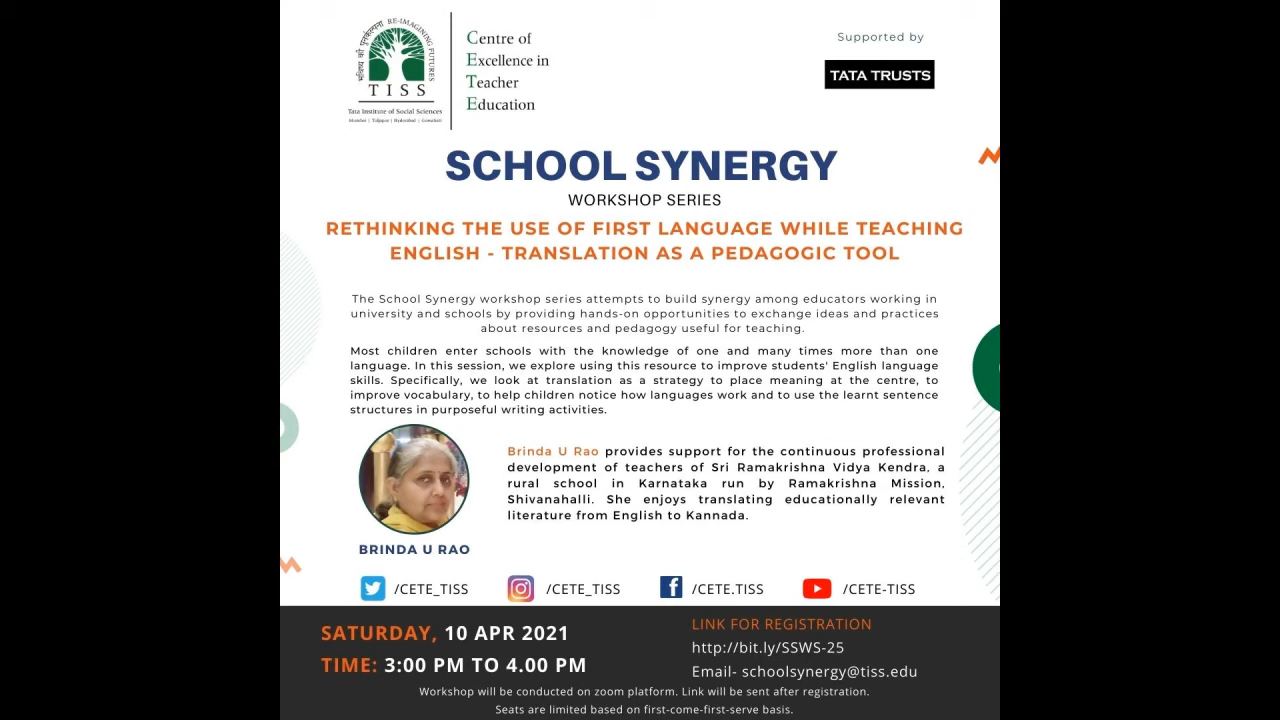 पुनर्कल्पना RE-IMAGINING FUTURES
TISS
Tata Institute of Social Sciences
Mumbai | Tuljapur | Hyderabad | Guwahati
Centre of
Excellence in
Teacher
Education
Supported by
TATA TRUSTS
SCHOOL SYNERGY
WORKSHOP SERIES
RETHINKING THE USE OF FIRST LANGUAGE WHILE TEACHING
ENGLISH - TRANSLATION AS A PEDAGOGIC TOOL
The School Synergy workshop series attempts to build synergy among educators working in
university and schools by providing hands-on opportunities to exchange ideas and practices
about resources and pedagogy useful for teaching.
Most children enter schools with the knowledge of one and many times more than one
language. In this session, we explore using this resource to improve students' English language
skills. Specifically, we look at translation as a strategy to place meaning at the centre, to
improve vocabulary, to help children notice how languages work and to use the learnt sentence
structures in purposeful writing activities.
Brinda U Rao provides support for the continuous professional
development of teachers of Sri Ramakrishna Vidya Kendra, a
rural school in Karnataka run by Ramakrishna Mission,
Shivanahalli. She enjoys translating educationally relevant
literature from English to Kannada.
BRINDA U RAO
/CETE_TISS /CETE_TISS /CETE.TISS /CETE-TISS
SATURDAY, 10 APR 2021
TIME: 3:00 PM TO 4.00 PM
LINK FOR REGISTRATION
http://bit.ly/SSWS-25
Email- schoolsynergy@tiss.edu
Workshop will be conducted on zoom platform. Link will be sent after registration.
Seats are limited based on first-come-first-serve basis.